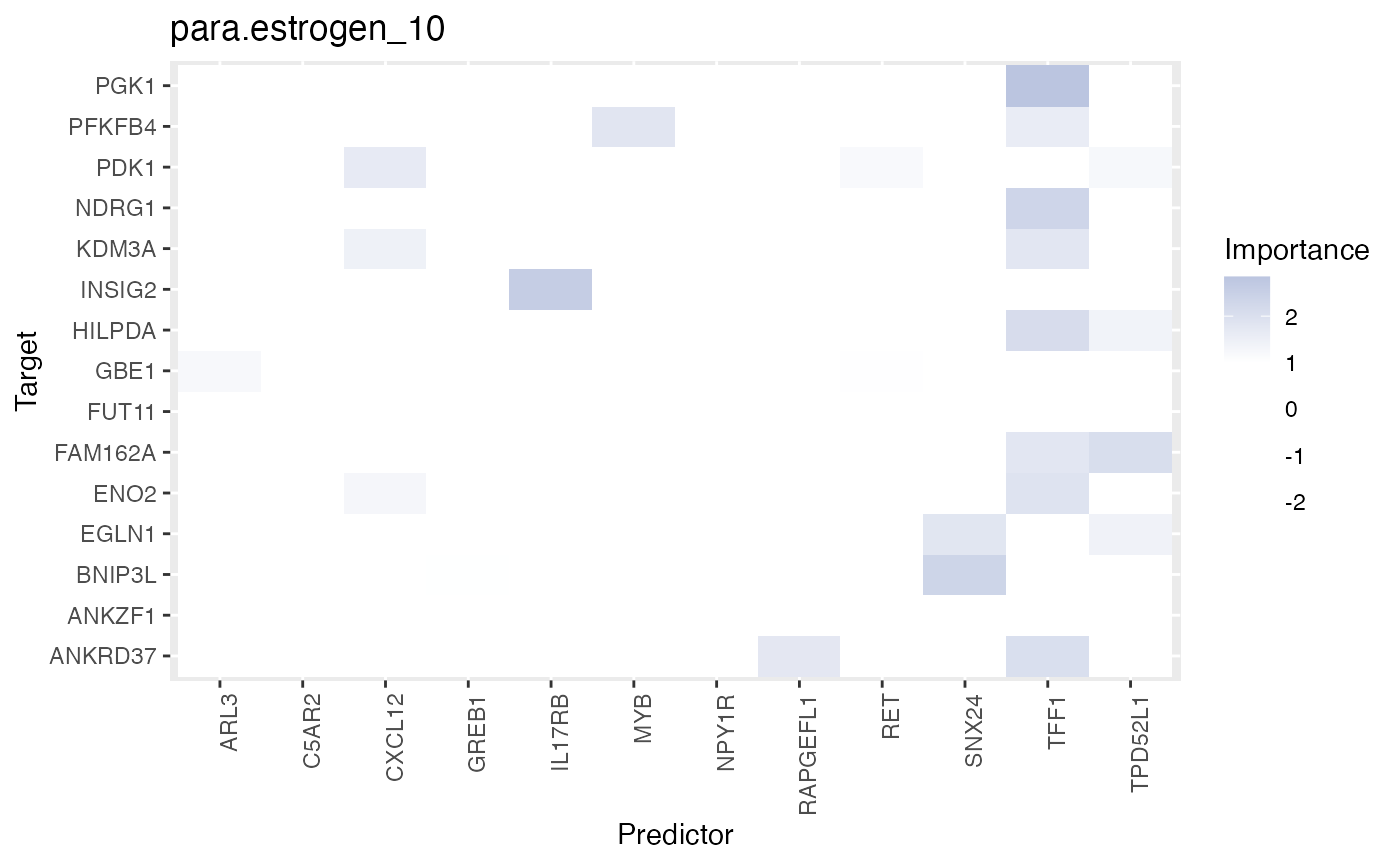 para.estrogen_10
PGK1
PFKFB4
PDK1
NDRG1
KDM3A
INSIG2
HILPDA
GBE1
FUT11
FAM162A
ENO2
EGLN1
BNIP3L
ANKZF1
ANKRD37
Target
ARL3
C5AR2
CXCL12
GREB1
IL17RB
MYB
NPY1R
RAPGEFL1
RET
SNX24
TFF1
TPD52L1
Predictor
Importance
2
1
0
-1
-2